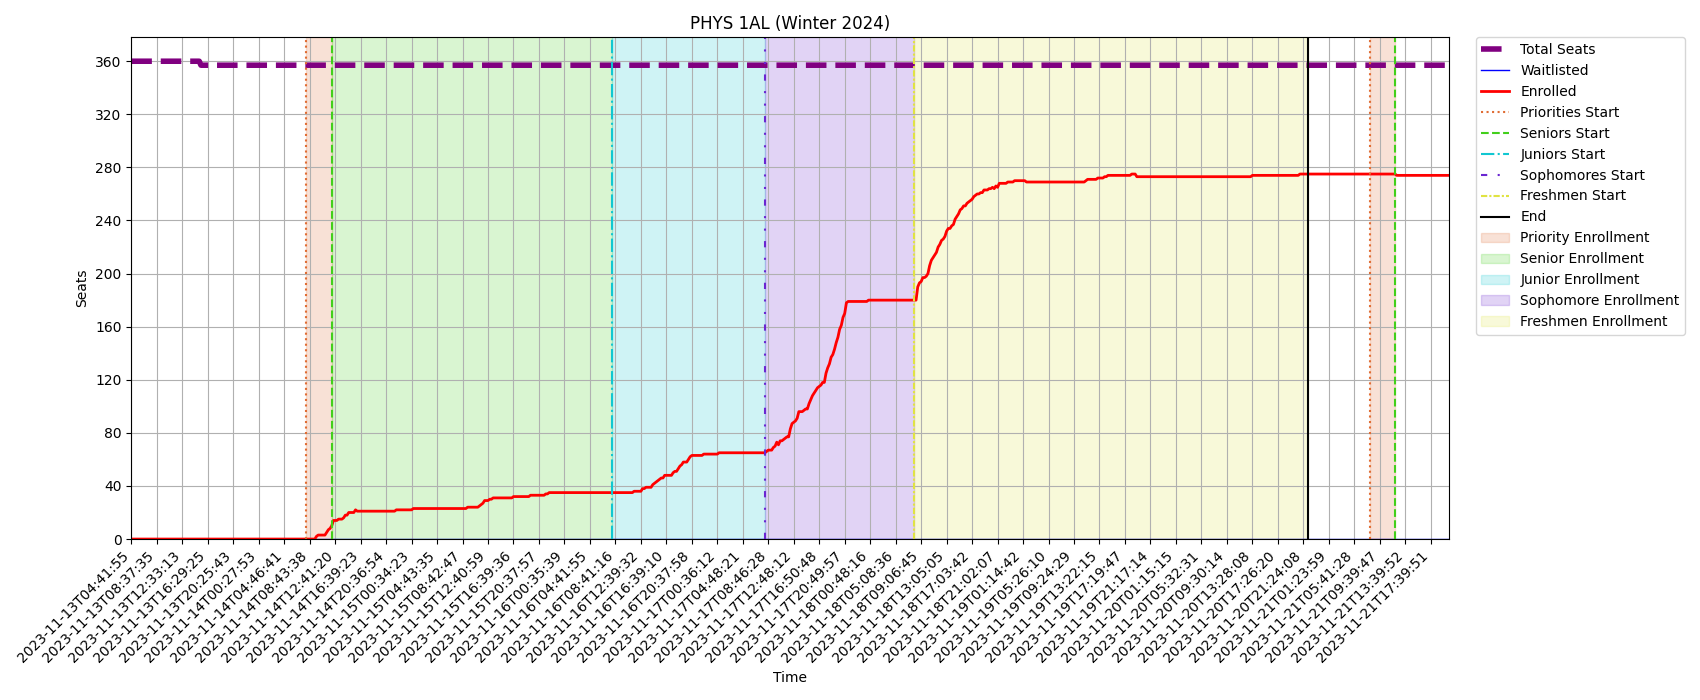 PHYS 1AL (Winter 2024)
Seats
360
320
280
240
200
160
120
80
40
0
2023-11-13T04:41:55
2023-11-13T08:37:35
2023-11-13T12:33:13
2023-11-13T16:29:25
2023-11-13T20:25:43
2023-11-14T00:27:53
2023-11-14T04:46:41
2023-11-14T08:43:38
2023-11-14T12:41:20
2023-11-14T16:39:23
2023-11-14T20:36:54
2023-11-15T00:34:23
2023-11-15T04:43:35
2023-11-15T08:42:47
2023-11-15T12:40:59
2023-11-15T16:39:36
2023-11-15T20:37:57
2023-11-16T00:35:39
2023-11-16T04:41:55
2023-11-16T08:41:16
2023-11-16T12:39:32
2023-11-16T16:39:10
2023-11-16T20:37:58
2023-11-17T00:36:12
2023-11-17T04:48:21
2023-11-17T08:46:28
2023-11-17T12:48:12
2023-11-17T16:50:48
2023-11-17T20:49:57
2023-11-18T00:48:16
2023-11-18T05:08:36
2023-11-18T09:06:45
2023-11-18T13:05:05
2023-11-18T17:03:42
2023-11-18T21:02:07
2023-11-19T01:14:42
2023-11-19T05:26:10
2023-11-19T09:24:29
2023-11-19T13:22:15
2023-11-19T17:19:47
2023-11-19T21:17:14
2023-11-20T01:15:15
2023-11-20T05:32:31
2023-11-20T09:30:14
2023-11-20T13:28:08
2023-11-20T17:26:20
2023-11-20T21:24:08
2023-11-21T01:23:59
2023-11-21T05:41:28
2023-11-21T09:39:47
2023-11-21T13:39:52
2023-11-21T17:39:51
Time
Total Seats
Waitlisted
Enrolled
Priorities Start
Seniors Start
Juniors Start
Sophomores Start
Freshmen Start
End
Priority Enrollment
Senior Enrollment
Junior Enrollment
Sophomore Enrollment
Freshmen Enrollment